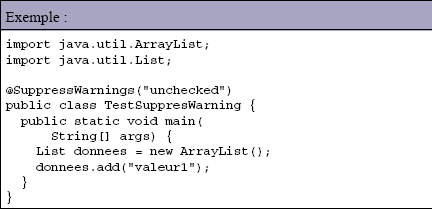 Exemple :
import java.util.ArrayList;
import java.util.List;
@SuppressWarnings("unchecked")
public class TestSuppresWarning {
public static void main(
String[] args) {
List donnees = new ArrayList();
donnees.add("valeur1");
}
}